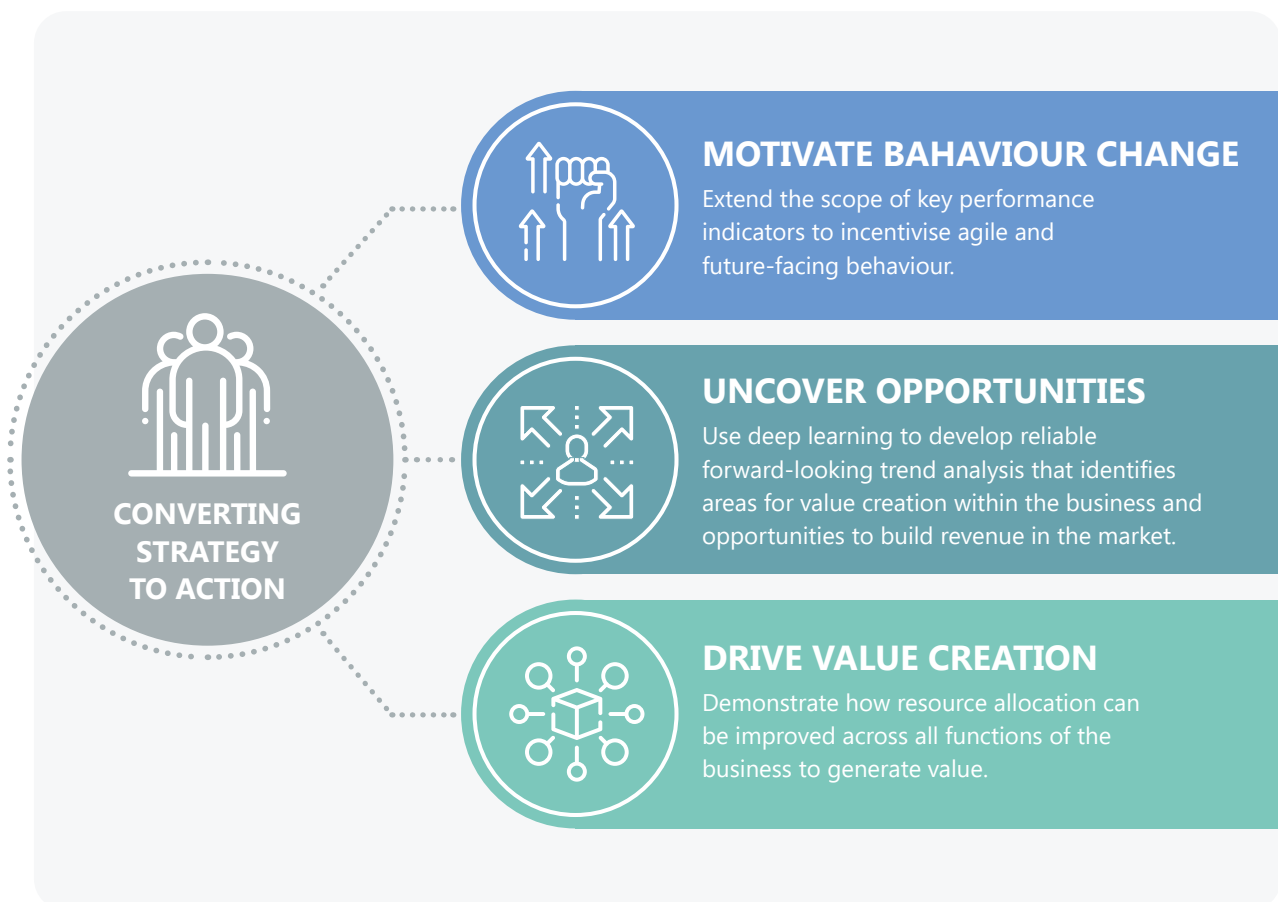 CONVERTING
STRATEGY
TO ACTION
MOTIVATE BAHAVIOUR CHANGE
Extend the scope of key performance
indicators to incentivise agile and
future-facing behaviour.
UNCOVER OPPORTUNITIES
Use deep learning to develop reliable
forward-looking trend analysis that identifies
areas for value creation within the business and
opportunities to build revenue in the market.
DRIVE VALUE CREATION
Demonstrate how resource allocation can
be improved across all functions of the
business to generate value.